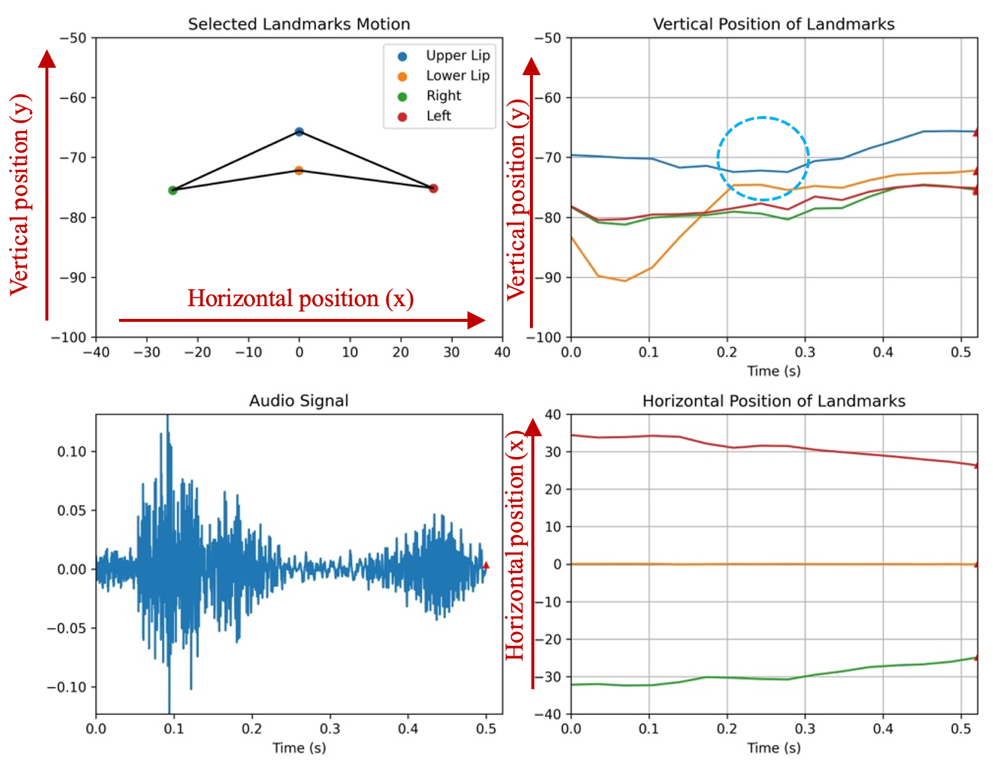 Selected Landmarks Motion
−50
−60
−70
−80
−90
−100
−40 −30 −20 −10 0 10 20 30 40
Upper Lip
Lower Lip
Right
Left
Vertical position (y)
Horizontal position (x)
Vertical Position of Landmarks
−50
−60
−70
−80
−90
−100
0.0 0.1 0.2 0.3 0.4 0.5
Time (s)
Vertical position (y)
Audio Signal
0.10
0.05
0.00
−0.05
−0.10
0.0 0.1 0.2 0.3 0.4 0.5
Time (s)
Horizontal Position of Landmarks
40
30
20
10
0
−10
−20
−30
−40
0.0 0.1 0.2 0.3 0.4 0.5
Time (s)
Horizontal position (x)